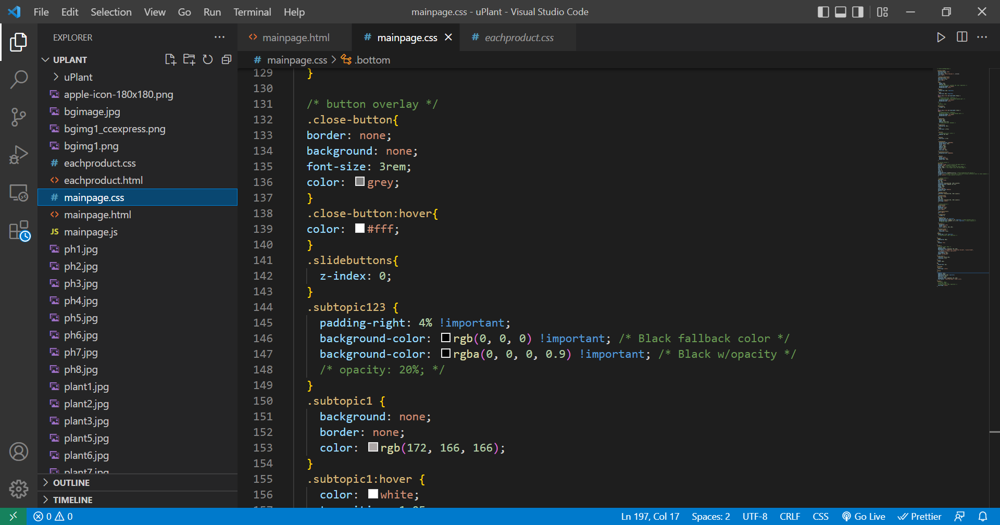 File Edit Selection View Go Run Terminal Help mainpage.css - uPlant - Visual Studio Code
EXPLORER
UPLANT
uPlant
apple-icon-180x180.png
bgimage.jpg
bgimg1_ccexpress.png
bgimg1.png
# eachproduct.css
<> eachproduct.html
# mainpage.css
<> mainpage.html
JS mainpage.js
ph1.jpg
ph2.jpg
ph3.jpg
ph4.jpg
ph5.jpg
ph6.jpg
ph7.jpg
ph8.jpg
plant1.jpg
plant2.jpg
plant3.jpg
plant5.jpg
plant6.jpg
plant7.jpg
OUTLINE
TIMELINE
<> mainpage.html # mainpage.css # eachproduct.css
# mainpage.css > .bottom
129 }
130
131 /* button overlay */
132 .close-button{
133 border: none;
134 background: none;
135 font-size: 3rem;
136 color: grey;
137 }
138 .close-button:hover{
139 color: #fff;
140 }
141 .slidebuttons{
142 z-index: 0;
143 }
144 .subtopic123 {
145 padding-right: 4% !important;
146 background-color: rgb(0, 0, 0) !important; /* Black fallback color */
147 background-color: rgba(0, 0, 0, 0.9) !important; /* Black w/opacity */
148 /* opacity: 20%; */
149 }
150 .subtopic1 {
151 background: none;
152 border: none;
153 color: rgb(172, 166, 166);
154 }
155 .subtopic1:hover {
156 color: white;
0 0 Ln 197, Col 17 Spaces: 2 UTF-8 CRLF CSS Go Live Prettier